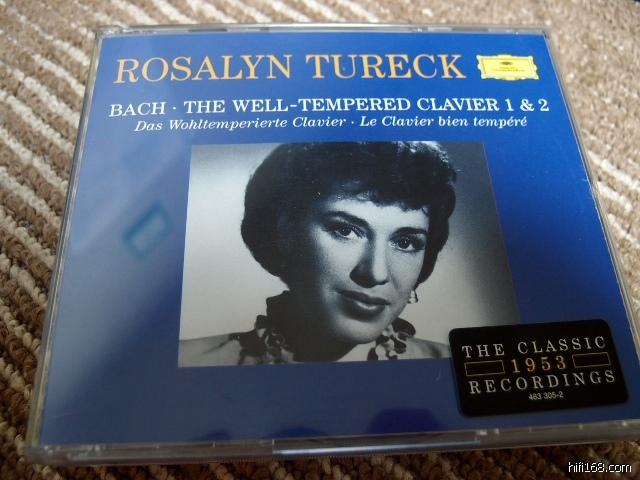 ROSALYN TURECK
BACH · THE WELL-TEMPERED CLAVIER 1 & 2
Das Wohltemperierte Clavier · Le Clavier bien tempéré
THE CLASSIC
1953
RECORDINGS
463 305-2
hifi168.com